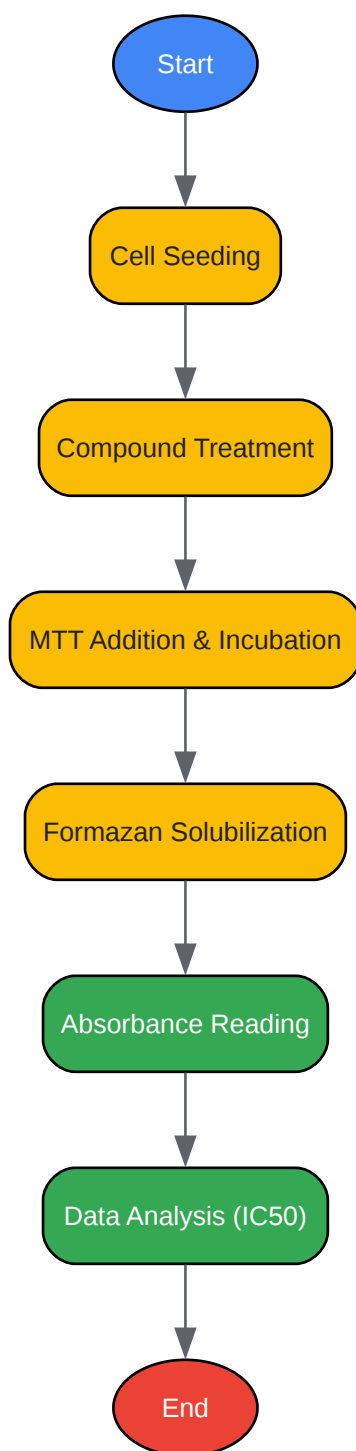 Start
Cell Seeding
Compound Treatment
MTT Addition & Incubation
Formazan Solubilization
Absorbance Reading
Data Analysis (IC50)
End